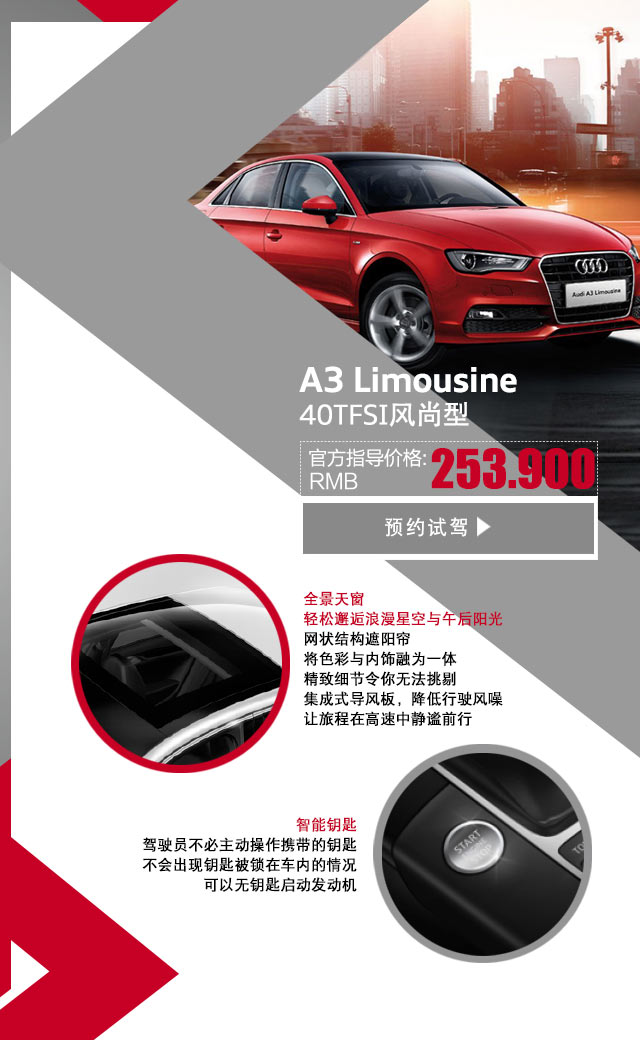 Audi A3 Limousine
A3 Limousine
40TFSI风尚型
官方指导价格:
RMB
253.900
预约试驾
全景天窗
轻松邂逅浪漫星空与午后阳光
网状结构遮阳帘
将色彩与内饰融为一体
精致细节令你无法挑剔
集成式导风板，降低行驶风噪
让旅程在高速中静谧前行
智能钥匙
驾驶员不必主动操作携带的钥匙
不会出现钥匙被锁在车内的情况
可以无钥匙启动发动机
START
STOP